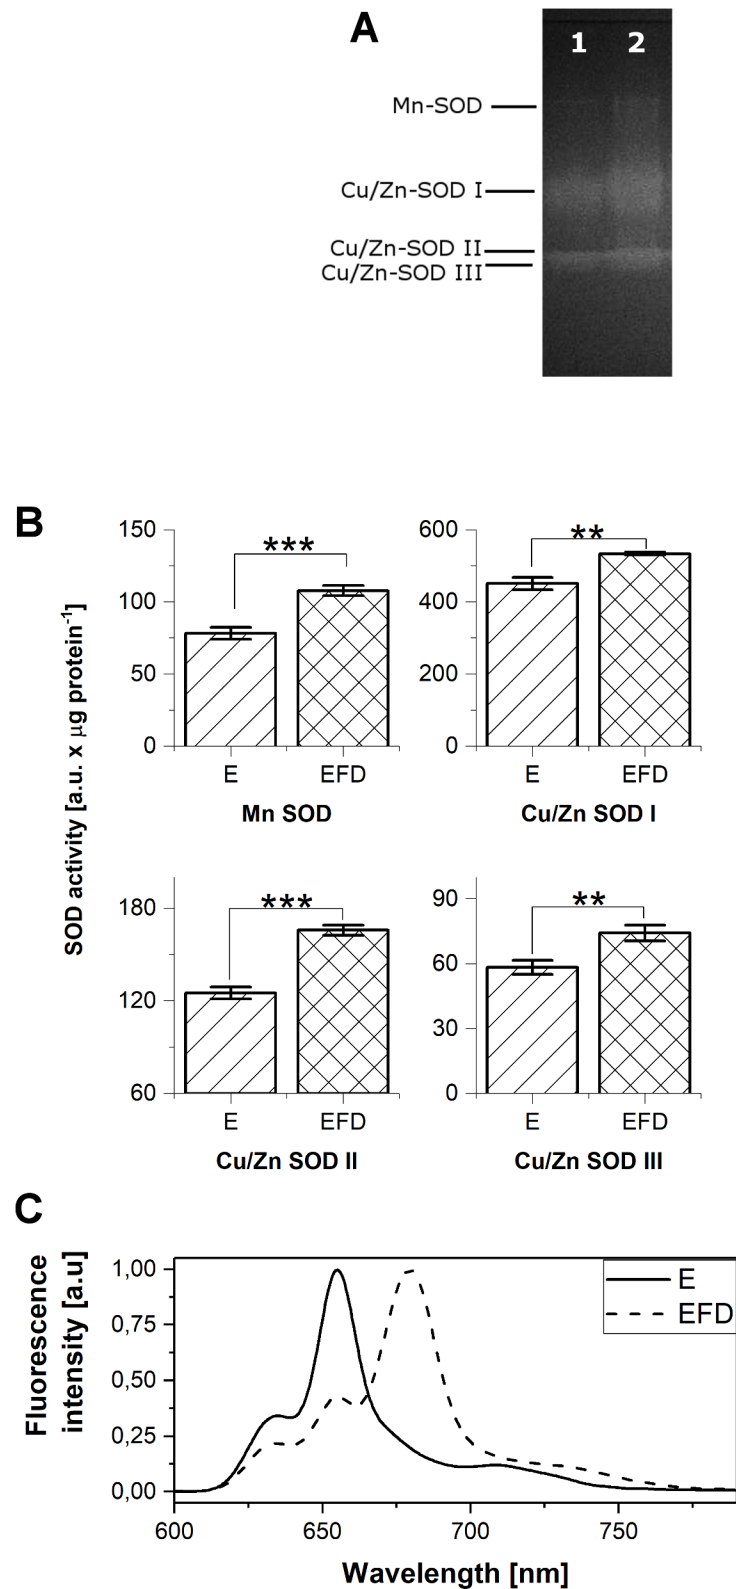 A
1 2
Mn-SOD
Cu/Zn-SOD I
Cu/Zn-SOD II
Cu/Zn-SOD III
B
SOD activity [a.u. x µg protein⁻¹]
150
100
50
0
***
E EFD
Mn SOD
600
400
200
0
**
E EFD
Cu/Zn SOD I
180
120
60
***
E EFD
Cu/Zn SOD II
90
60
30
0
**
E EFD
Cu/Zn SOD III
C
Fluorescence
intensity [a.u]
1,00
0,75
0,50
0,25
0,00
E
EFD
600 650 700 750
Wavelength [nm]